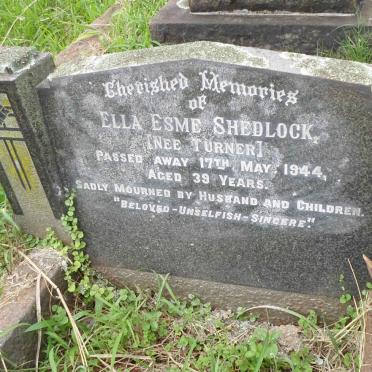 Cherished Memories
of
Ella Esme Shedlock,
[Nee Turner]
Passed away 17th May, 1944,
Aged 39 Years.
Sadly Mourned by Husband and Children.
"Beloved-Unselfish-Sincere".